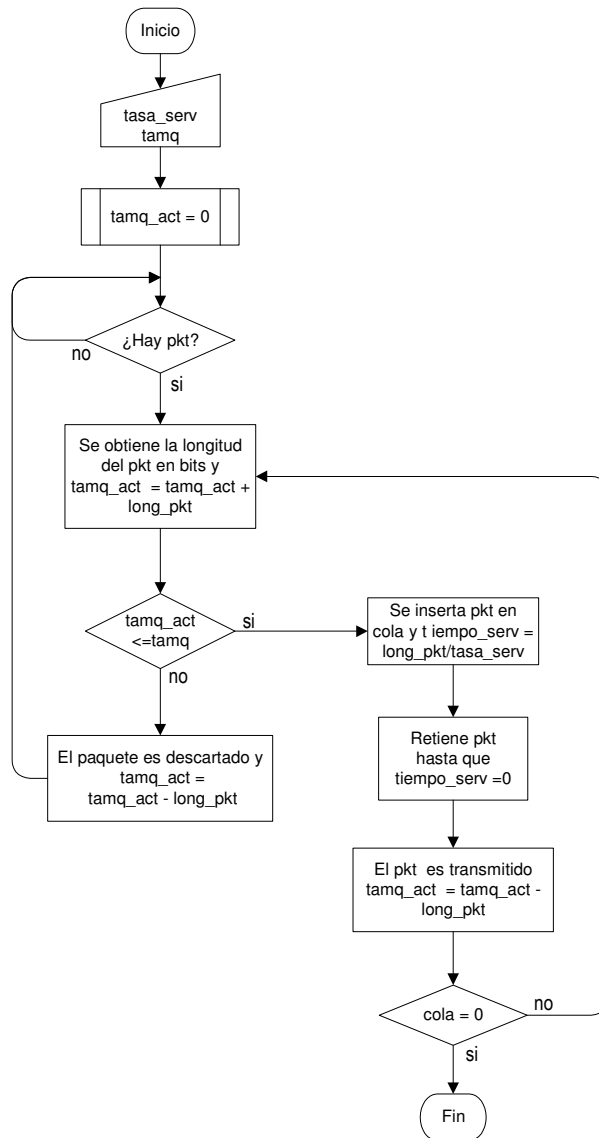 Inicio
tasa_serv
tamq
tamq_act = 0
¿Hay pkt?
no
si
Se obtiene la longitud
del pkt en bits y
tamq_act = tamq_act +
long_pkt
tamq_act
<=tamq
si
no
Se inserta pkt en
cola y t iempo_serv =
long_pkt/tasa_serv
El paquete es descartado y
tamq_act =
tamq_act - long_pkt
Retiene pkt
hasta que
tiempo_serv =0
El pkt es transmitido
tamq_act = tamq_act -
long_pkt
cola = 0
no
si
Fin